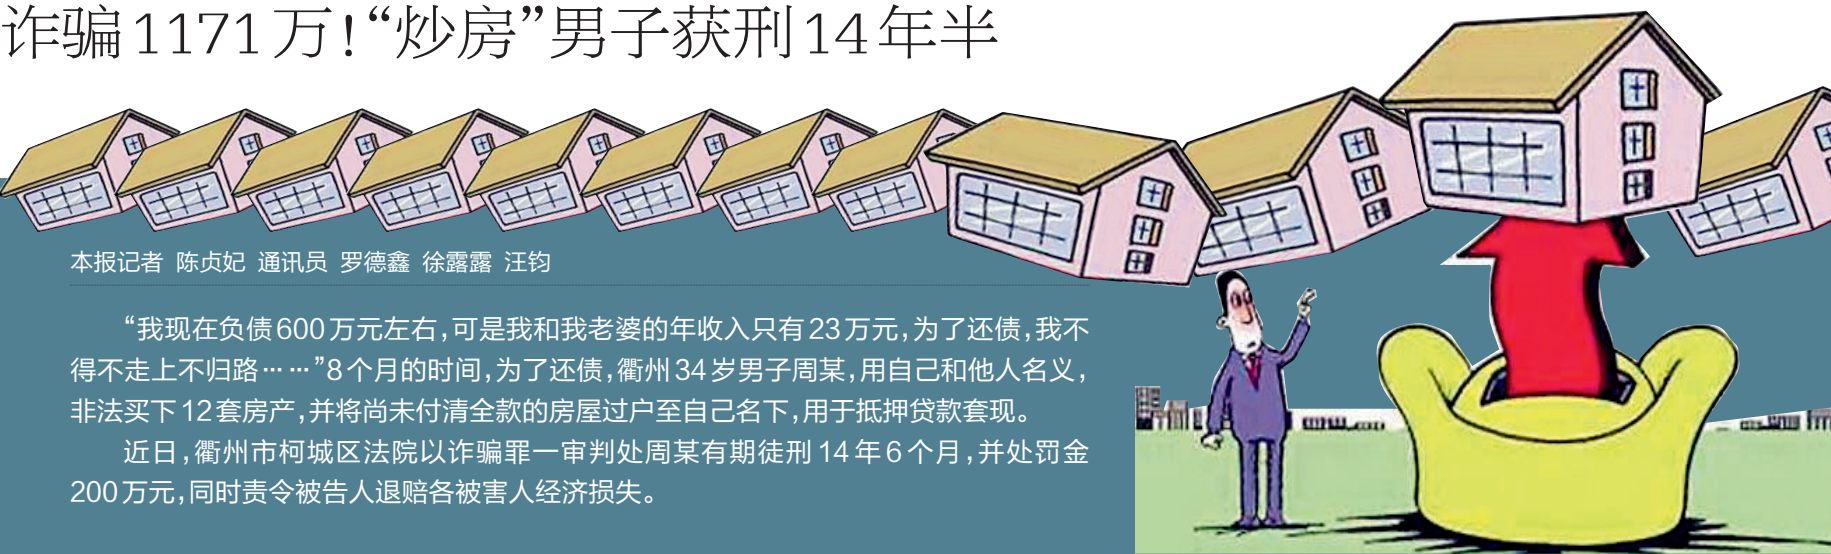 诈骗1171万！“炒房”男子获刑14年半
本报记者 陈贞妃 通讯员 罗德鑫 徐露露 汪钧
“我现在负债600万元左右，可是我和我老婆的年收入只有23万元，为了还债，我不
得不走上不归路……”8个月的时间，为了还债，衢州34岁男子周某，用自己和他人名义，
非法买下12套房产，并将尚未付清全款的房屋过户至自己名下，用于抵押贷款套现。
近日，衢州市柯城区法院以诈骗罪一审判处周某有期徒刑14年6个月，并处罚金
200万元，同时责令被告人退赔各被害人经济损失。